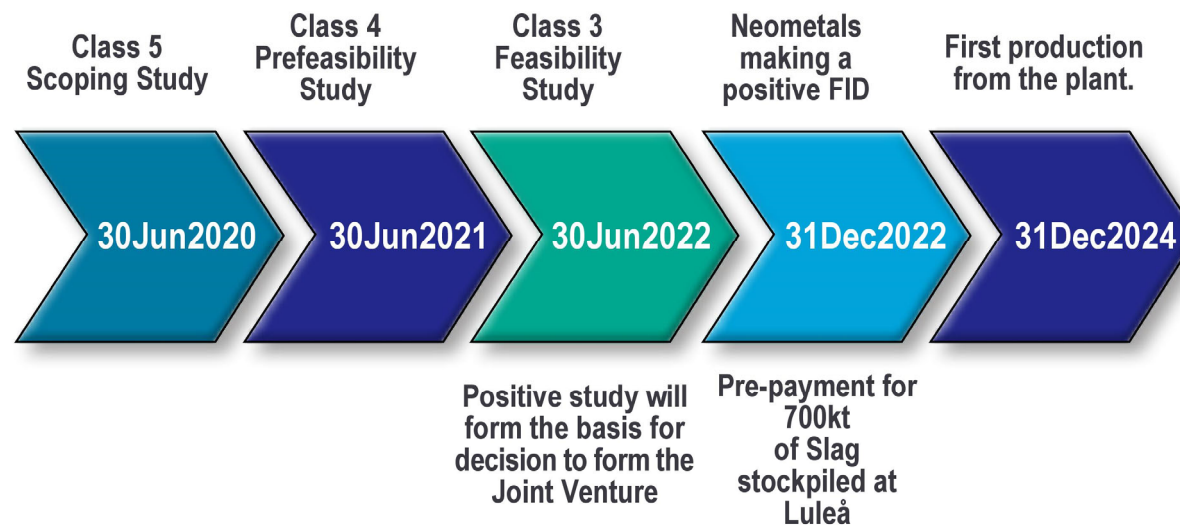 Class 5
Scoping Study
Class 4
Prefeasibility
Study
Class 3
Feasibility
Study
Neometals
making a
positive FID
First production
from the plant.
30Jun2020
30Jun2021
30Jun2022
31Dec2022
31Dec2024
Positive study will
form the basis for
decision to form the
Joint Venture
Pre-payment for
700kt
of Slag
stockpiled at
Luleå